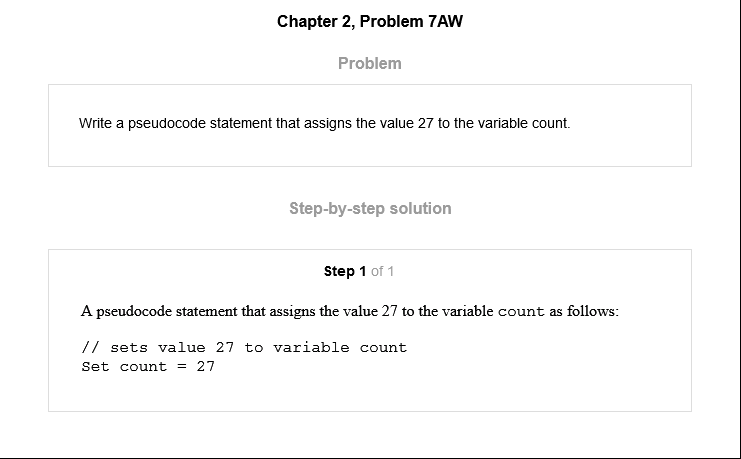 Chapter 2, Problem 7AW
Problem
Write a pseudocode statement that assigns the value 27 to the variable count.
Step-by-step solution
Step 1 of 1
A pseudocode statement that assigns the value 27 to the variable count as follows:
// sets value 27 to variable count
Set count = 27